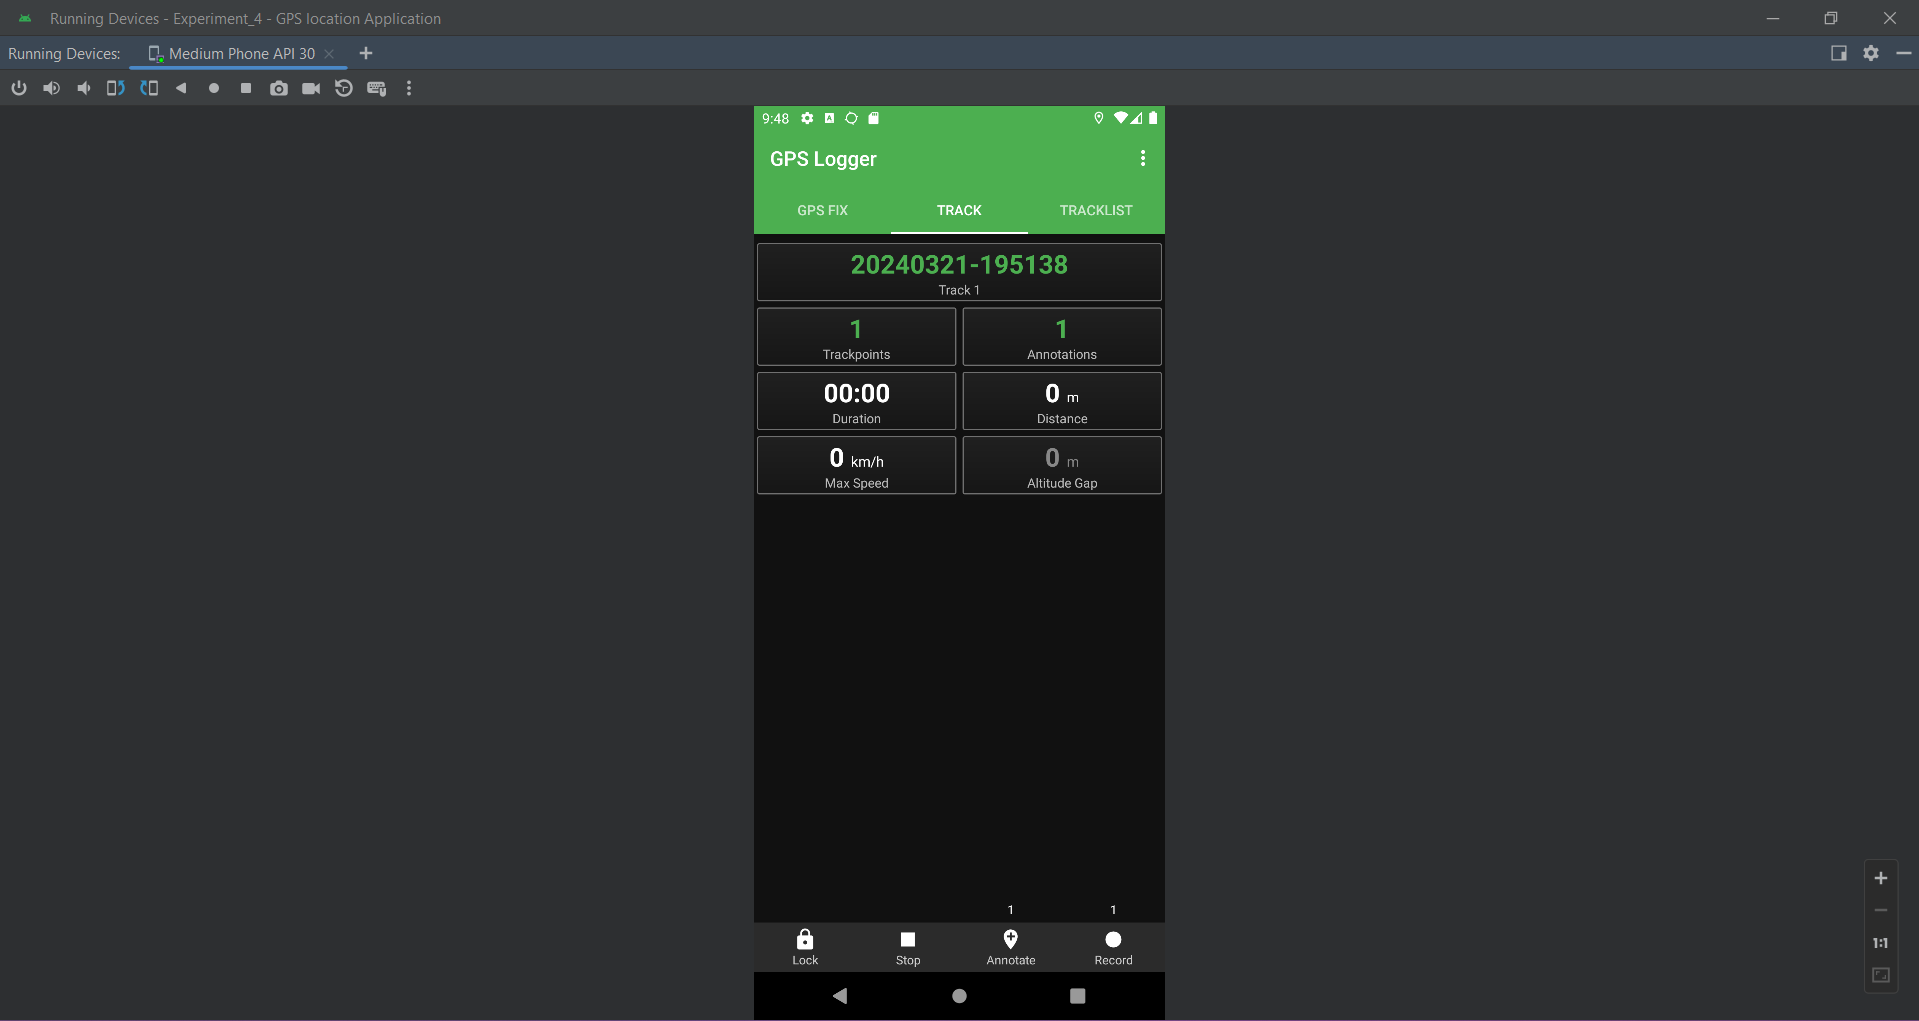 Running Devices - Experiment_4 - GPS location Application
Running Devices: Medium Phone API 30
9:48
GPS Logger
GPS FIX TRACK TRACKLIST
20240321-195138
Track 1
1 1
Trackpoints Annotations
00:00 0 m
Duration Distance
0 km/h 0 m
Max Speed Altitude Gap
1 1
Lock Stop Annotate Record
1:1